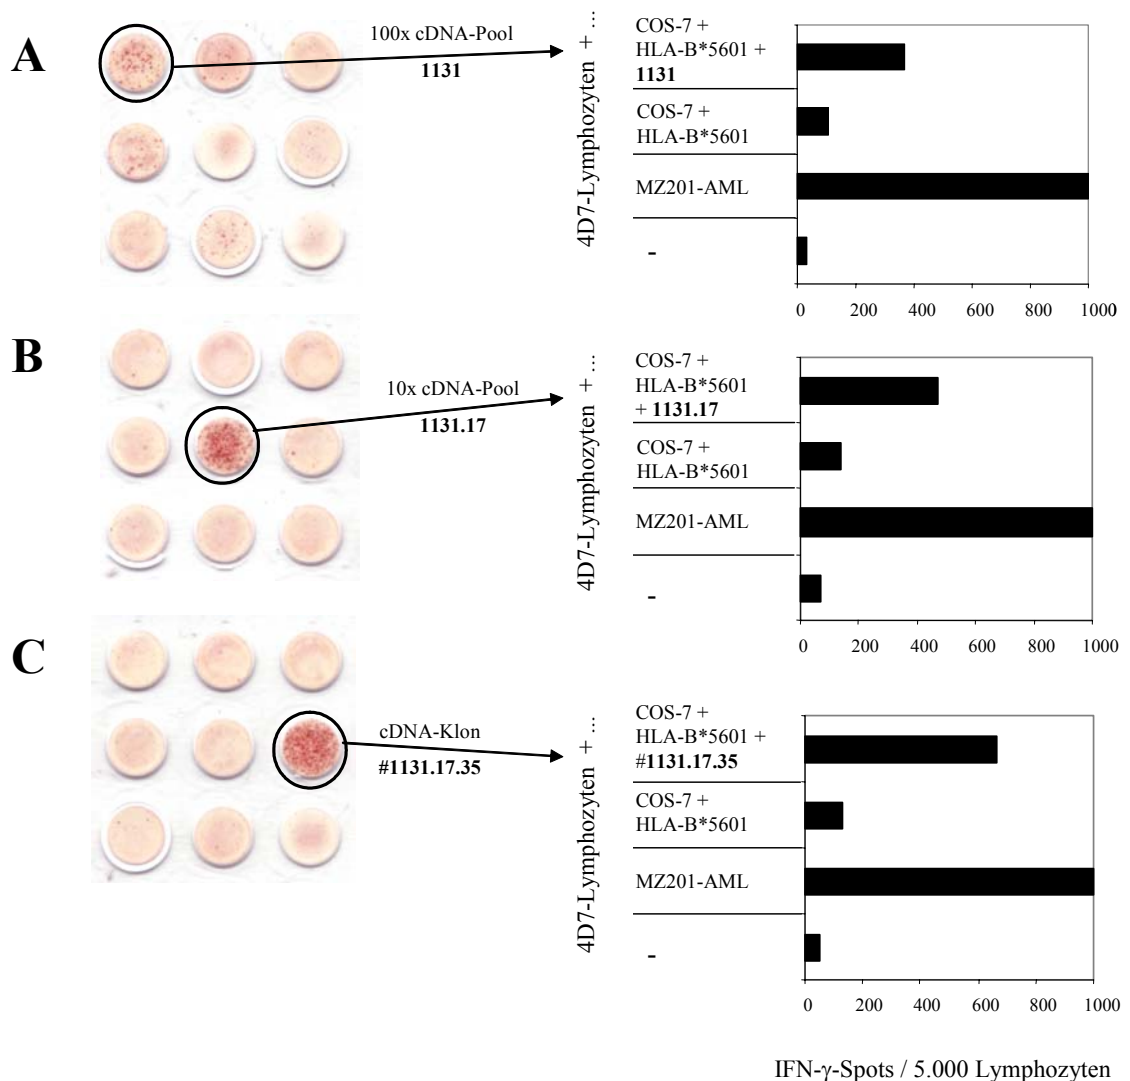 A
100x cDNA-Pool
1131
4D7-Lymphozyten + ...
COS-7 +
HLA-B*5601 +
1131
COS-7 +
HLA-B*5601
MZ201-AML
-
0 200 400 600 800 1000
B
10x cDNA-Pool
1131.17
4D7-Lymphozyten + ...
COS-7 +
HLA-B*5601
+ 1131.17
COS-7 +
HLA-B*5601
MZ201-AML
-
0 200 400 600 800 1000
C
cDNA-Klon
#1131.17.35
4D7-Lymphozyten + ...
COS-7 +
HLA-B*5601 +
#1131.17.35
COS-7 +
HLA-B*5601
MZ201-AML
-
0 200 400 600 800 1000
IFN-γ-Spots / 5.000 Lymphozyten